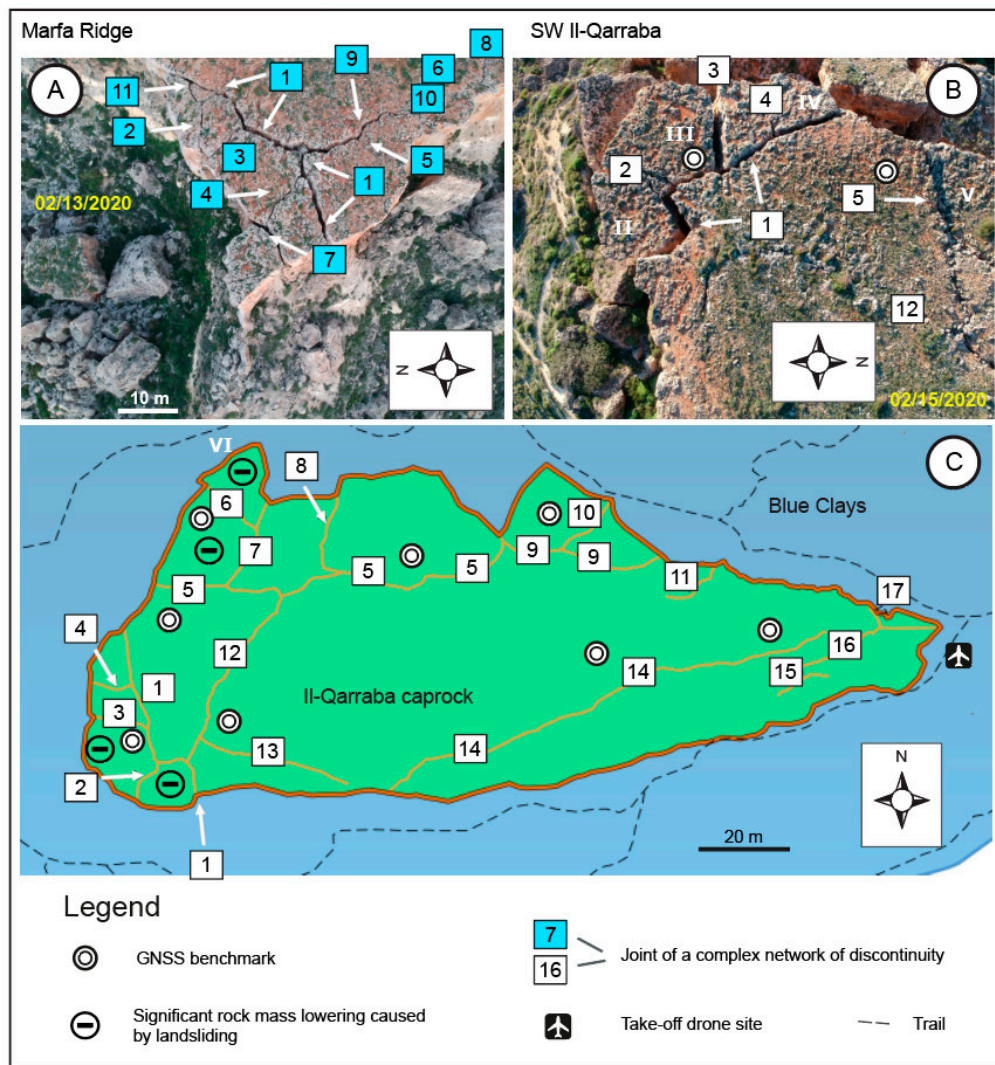 Marfa Ridge
SW Il-Qarraba
A
8
9
6
1
11
10
2
3
5
4
1
02/13/2020
7
N
10 m
3
B
4
IV
III
2
5
V
II
1
12
N
02/15/2020
VI
C
8
Blue Clays
6
10
7
9
9
5
5
5
11
17
4
12
16
1
14
15
Il-Qarraba caprock
3
13
14
N
2
20 m
1
Legend
GNSS benchmark
7
16
Joint of a complex network of discontinuity
Significant rock mass lowering caused
by landsliding
Take-off drone site
Trail